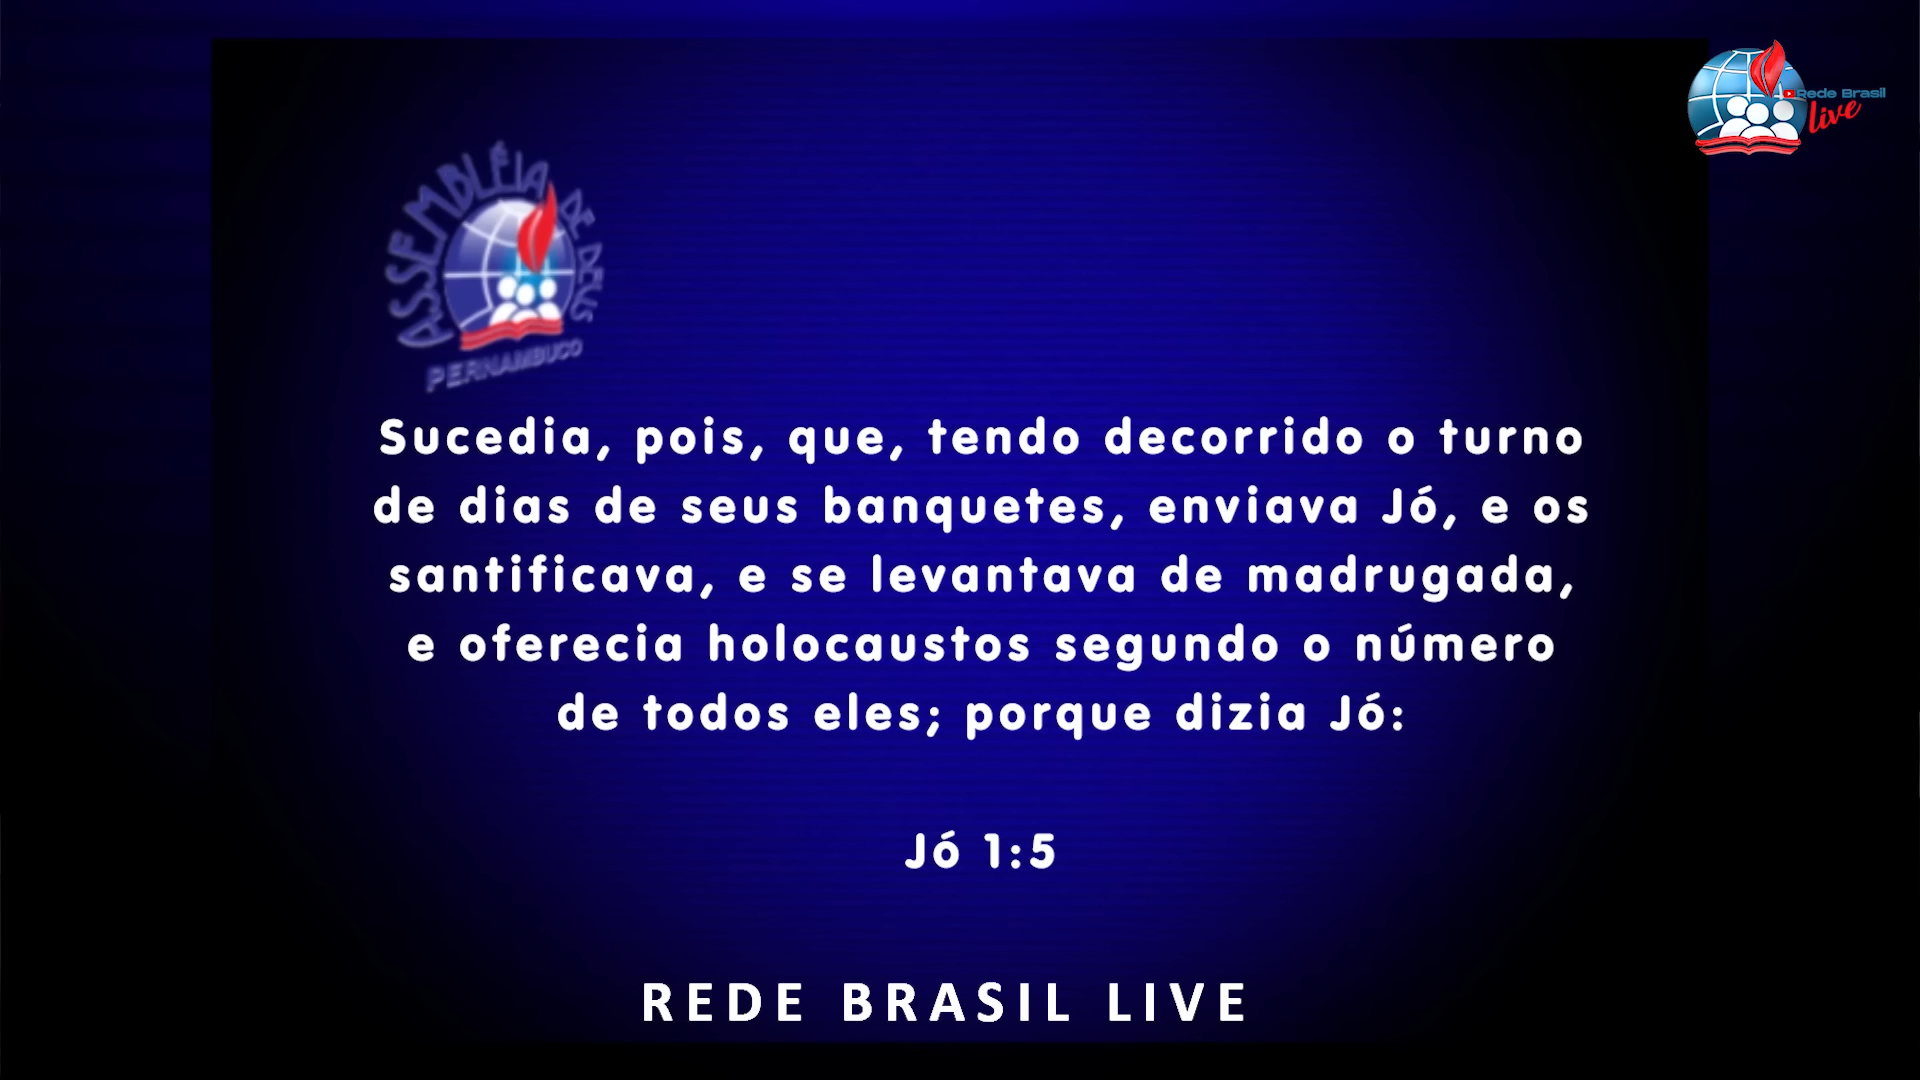 Rede Brasil
live
ASSEMBLÉIA DE DEUS
PERNAMBUCO
Sucedia, pois, que, tendo decorrido o turno
de dias de seus banquetes, enviava Jó, e os
santificava, e se levantava de madrugada,
e oferecia holocaustos segundo o número
de todos eles; porque dizia Jó:
Jó 1:5
REDE BRASIL LIVE